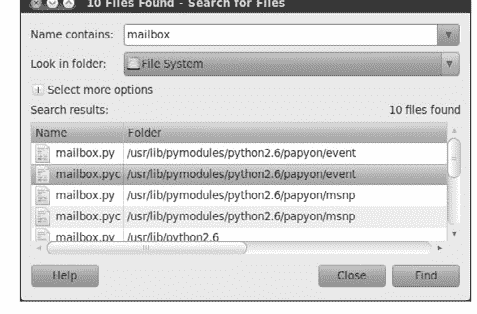 10 Files Found - Search for Files
Name contains: mailbox
Look in folder: File System
Select more options
Search results: 10 files found
Name Folder
mailbox.py /usr/lib/pymodules/python2.6/papyon/event
mailbox.pyc /usr/lib/pymodules/python2.6/papyon/event
mailbox.py /usr/lib/pymodules/python2.6/papyon/msnp
mailbox.pyc /usr/lib/pymodules/python2.6/papyon/msnp
mailbox.py /usr/lib/python2.6
Help Close Find